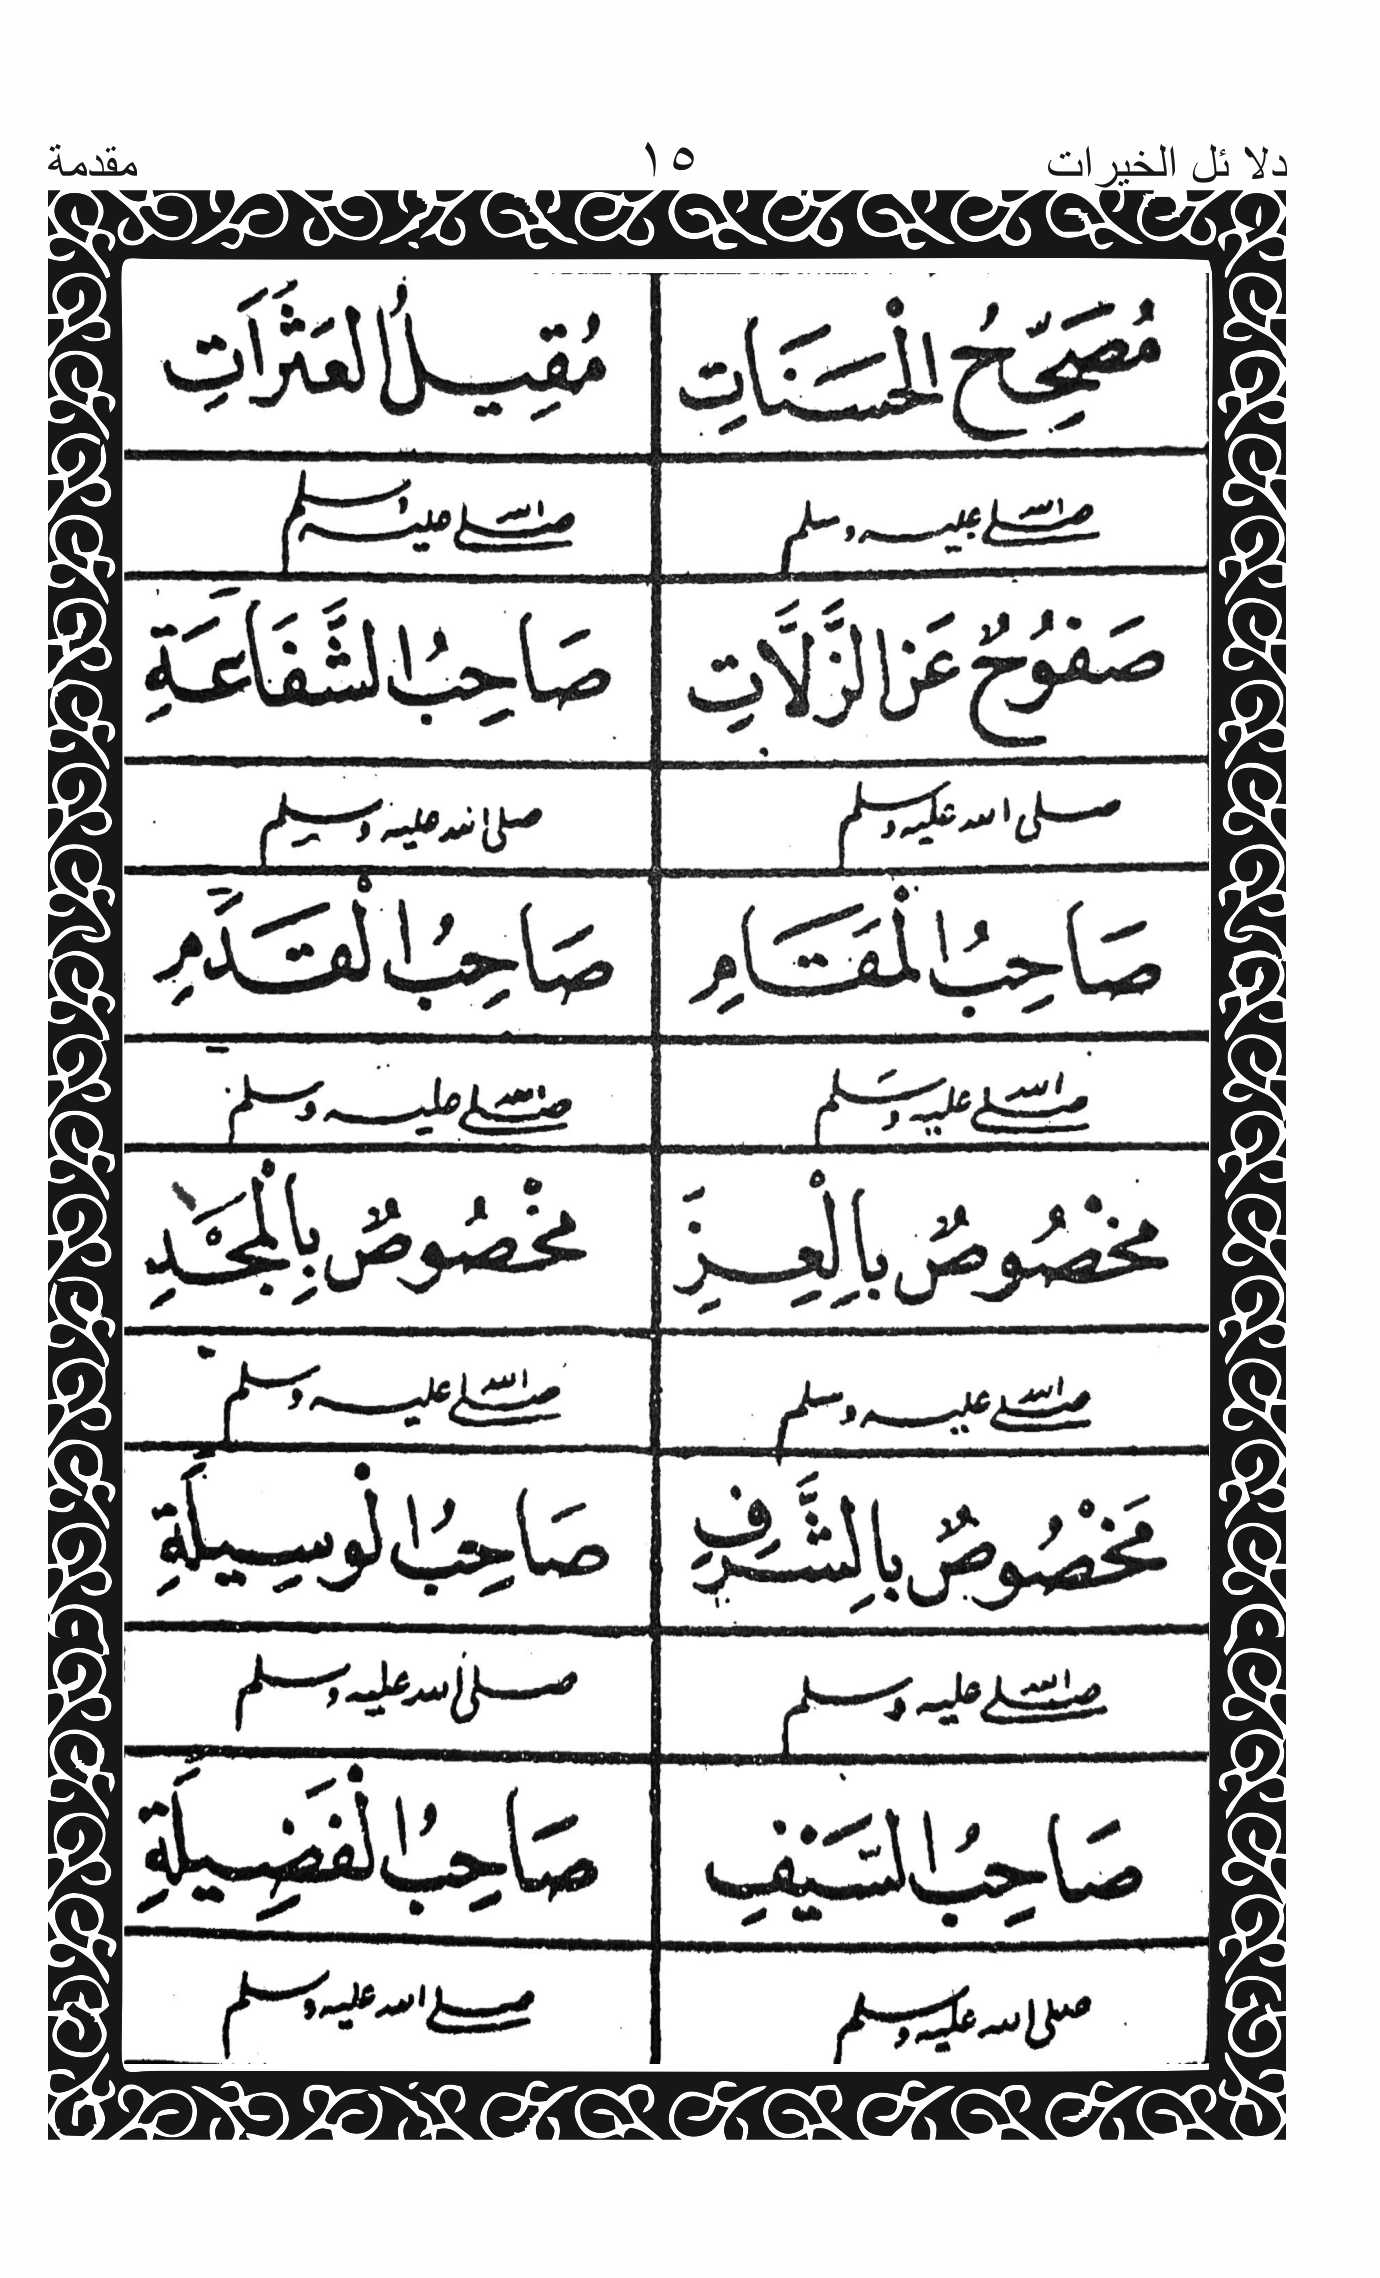 دلائل الخيرات ١٥ مقدمة
مُصَحِّحُ الْحَسَنَاتِ مُقِيلُ الْعَثَرَاتِ
صلى الله عليه وسلم صلى الله عليه وسلم
صَفُوحٌ عَنِ الزَّلَّاتِ صَاحِبُ الشَّفَاعَةِ
صلى الله عليه وسلم صلى الله عليه وسلم
صَاحِبُ الْمَقَامِ صَاحِبُ الْقَدَمِ
صلى الله عليه وسلم صلى الله عليه وسلم
مَخْصُوصٌ بِالْعِزِّ مَخْصُوصٌ بِالْمَجْدِ
صلى الله عليه وسلم صلى الله عليه وسلم
مَخْصُوصٌ بِالشَّرَفِ صَاحِبُ الْوَسِيلَةِ
صلى الله عليه وسلم صلى الله عليه وسلم
صَاحِبُ السَّيْفِ صَاحِبُ الْفَضِيلَةِ
صلى الله عليه وسلم صلى الله عليه وسلم